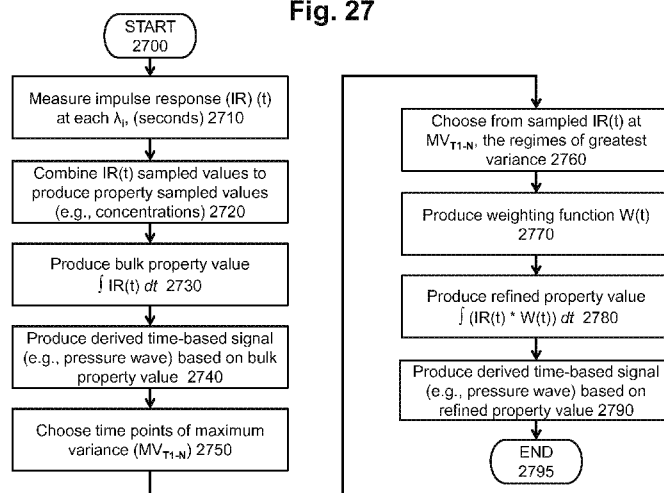 Fig. 27
START
2700
Measure impulse response (IR) (t)
at each λi, (seconds) 2710
Combine IR(t) sampled values to
produce property sampled values
(e.g., concentrations) 2720
Produce bulk property value
∫ IR(t) dt 2730
Produce derived time-based signal
(e.g., pressure wave) based on bulk
property value 2740
Choose time points of maximum
variance (MVT1-N) 2750
Choose from sampled IR(t) at
MVT1-N, the regimes of greatest
variance 2760
Produce weighting function W(t)
2770
Produce refined property value
∫ (IR(t) * W(t)) dt 2780
Produce derived time-based signal
(e.g., pressure wave) based on
refined property value 2790
END
2795